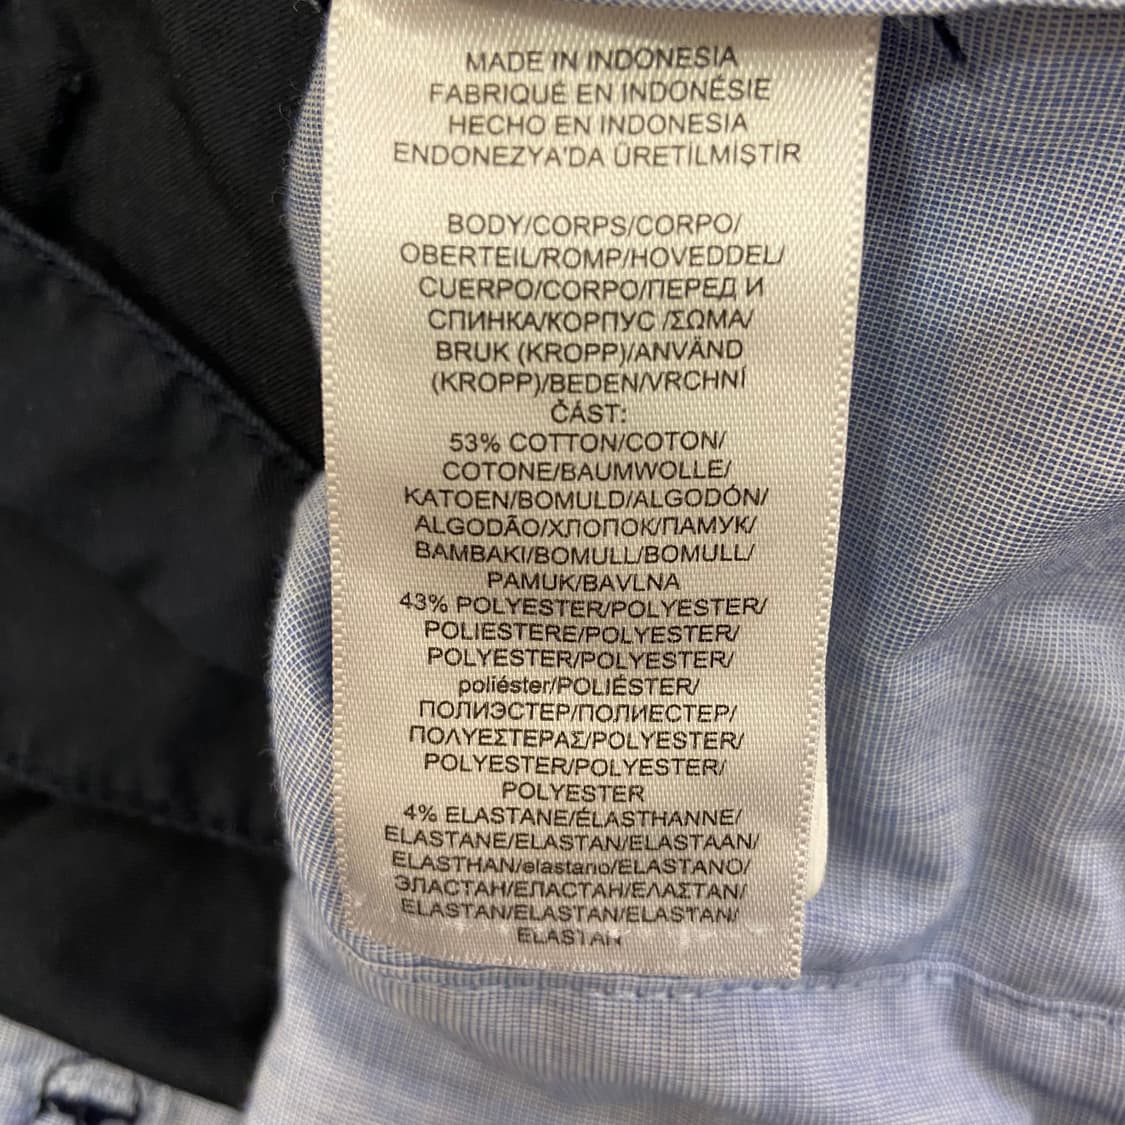 MADE IN INDONESIA
FABRIQUÉ EN INDONÉSIE
HECHO EN INDONESIA
ENDONEZYA'DA ÜRETİLMİŞTİR
BODY/CORPS/CORPO/
OBERTEIL/ROMP/HOVEDDEL/
CUERPO/CORPO/ПЕРЕД И
СПИНКА/КОРПУС /ΣΩΜΑ/
BRUK (KROPP)/ANVÄND
(KROPP)/BEDEN/VRCHNÍ
ČÁST:
53% COTTON/COTON/
COTONE/BAUMWOLLE/
KATOEN/BOMULD/ALGODÓN/
ALGODÃO/ХЛОПОК/ПАМУК/
BAMBAKI/BOMULL/BOMULL/
PAMUK/BAVLNA
43% POLYESTER/POLYESTER/
POLIESTERE/POLYESTER/
POLYESTER/POLYESTER/
poliéster/POLIÉSTER/
ПОЛИЭСТЕР/ПОЛИЕСТЕР/
ΠΟΛΥΕΣΤΕΡΑΣ/POLYESTER/
POLYESTER/POLYESTER/
POLYESTER
4% ELASTANE/ÉLASTHANNE/
ELASTANE/ELASTAN/ELASTAAN/
ELASTHAN/elastano/ELASTANO/
ЭЛАСТАН/ЕЛАСТАН/ΕΛΑΣΤΑΝ/
ELASTAN/ELASTAN/ELASTAN/
ELASTAN